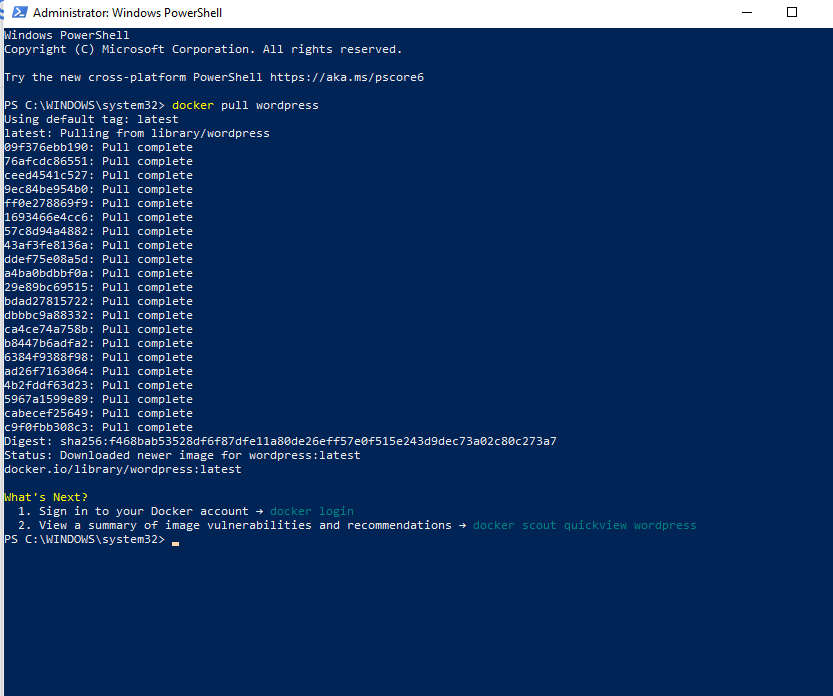 Administrator: Windows PowerShell
Windows PowerShell
Copyright (C) Microsoft Corporation. All rights reserved.
Try the new cross-platform PowerShell https://aka.ms/pscore6
PS C:\WINDOWS\system32> docker pull wordpress
Using default tag: latest
latest: Pulling from library/wordpress
09f376ebb190: Pull complete
76afcdc86551: Pull complete
ceed4541c527: Pull complete
9ec84be954b0: Pull complete
ff0e278869f9: Pull complete
1693466e4cc6: Pull complete
57c8d94a4882: Pull complete
43af3fe8136a: Pull complete
ddef75e08a5d: Pull complete
a4ba0bdbbf0a: Pull complete
29e89bc69515: Pull complete
bdad27815722: Pull complete
dbbbc9a88332: Pull complete
ca4ce74a758b: Pull complete
b8447b6adfa2: Pull complete
6384f9388f98: Pull complete
ad26f7163064: Pull complete
4b2fddf63d23: Pull complete
5967a1599e89: Pull complete
cabecef25649: Pull complete
c9f0fbb308c3: Pull complete
Digest: sha256:f468bab53528df6f87dfe11a80de26eff57e0f515e243d9dec73a02c80c273a7
Status: Downloaded newer image for wordpress:latest
docker.io/library/wordpress:latest
What's Next?
1. Sign in to your Docker account → docker login
2. View a summary of image vulnerabilities and recommendations → docker scout quickview wordpress
PS C:\WINDOWS\system32>